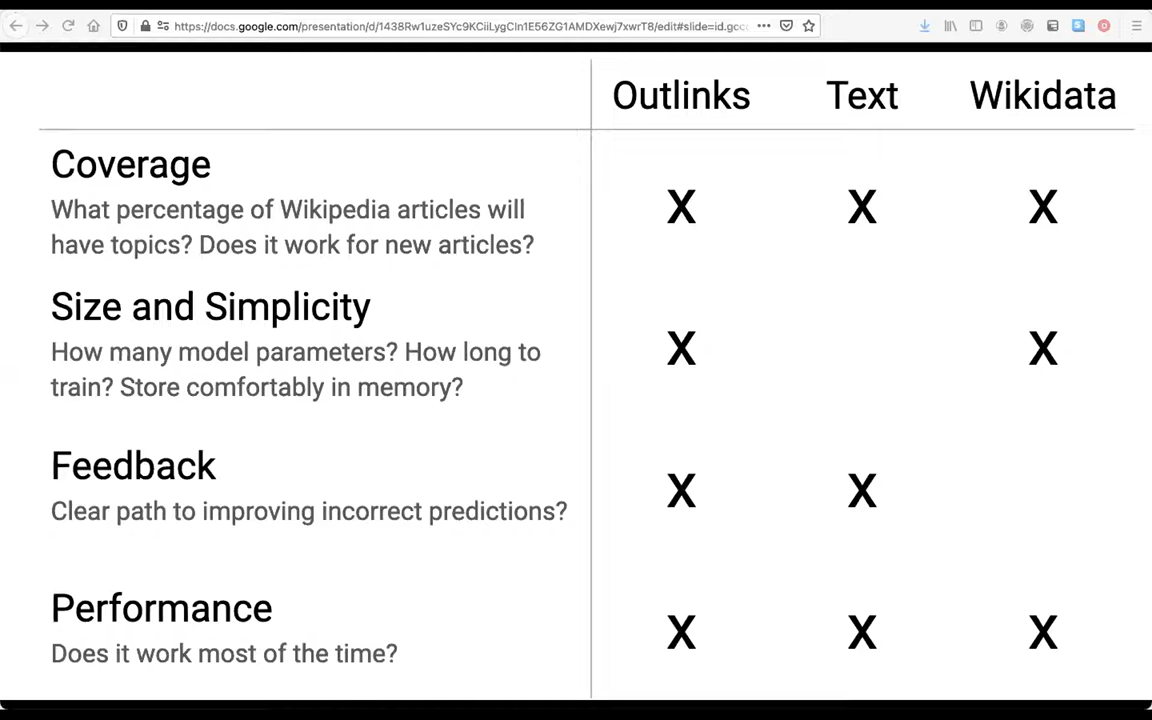 https://docs.google.com/presentation/d/1438Rw1uzeSYc9KCiiLygCIn1E56ZG1AMDXewj7xwrT8/edit#slide=id.gcc
Outlinks Text Wikidata
Coverage
What percentage of Wikipedia articles will
have topics? Does it work for new articles?
X X X
Size and Simplicity
How many model parameters? How long to
train? Store comfortably in memory?
X X
Feedback
Clear path to improving incorrect predictions?
X X
Performance
Does it work most of the time?
X X X